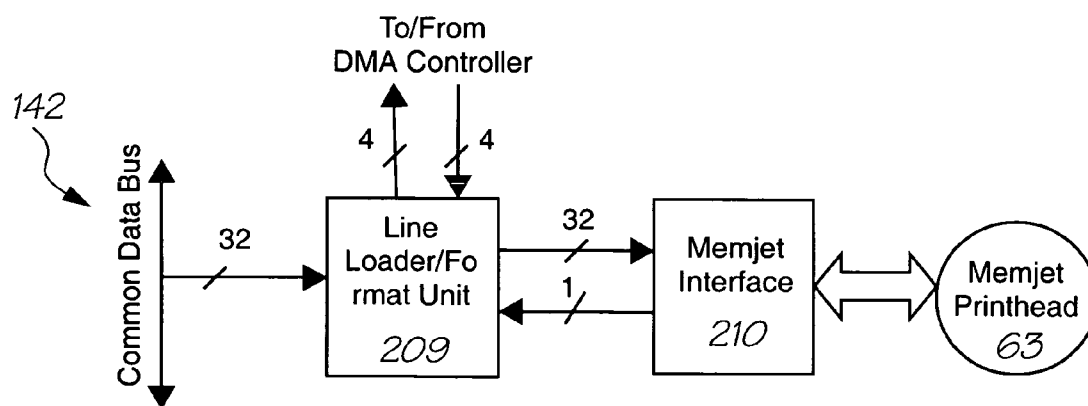 To/From
DMA Controller
142
4
4
Common Data Bus
32
Line
Loader/Fo
rmat Unit
209
32
1
Memjet
Interface
210
Memjet
Printhead
63